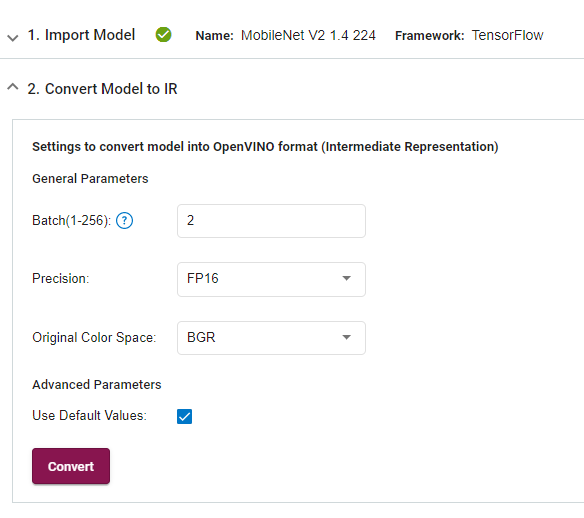 1. Import Model Name: MobileNet V2 1.4 224 Framework: TensorFlow
2. Convert Model to IR
Settings to convert model into OpenVINO format (Intermediate Representation)
General Parameters
Batch(1-256): ? 2
Precision: FP16
Original Color Space: BGR
Advanced Parameters
Use Default Values:
Convert